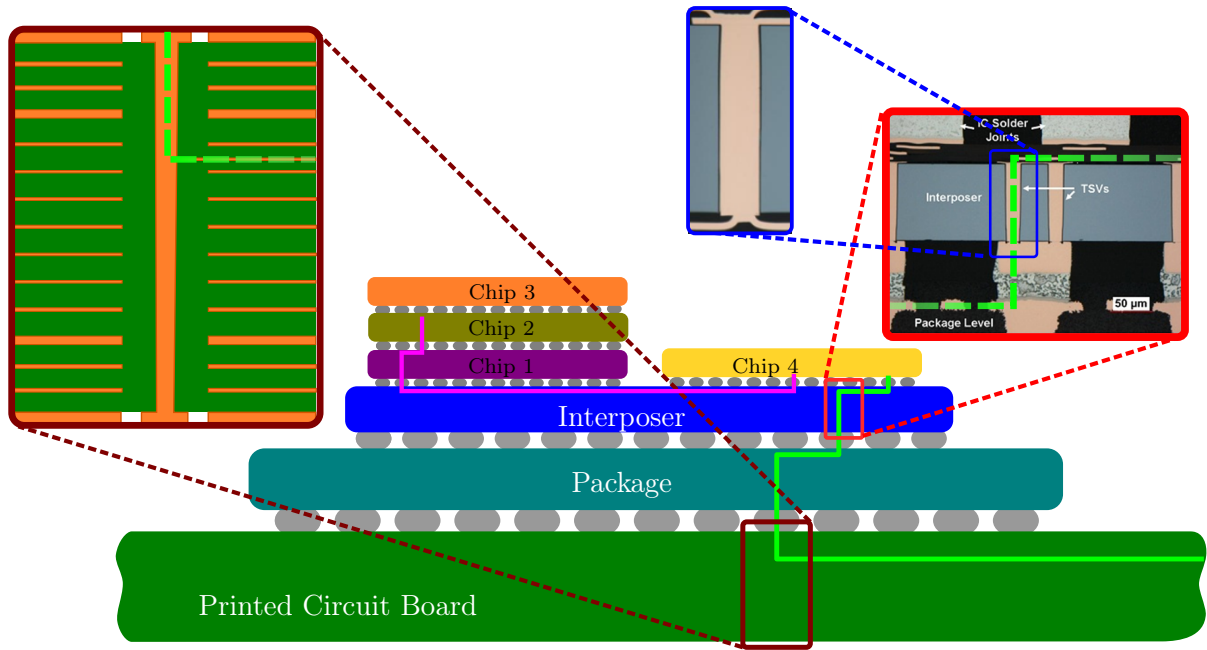 IC Solder
Joints
Interposer
TSVs
50 µm
Package Level
Chip 3
Chip 2
Chip 1
Chip 4
Interposer
Package
Printed Circuit Board